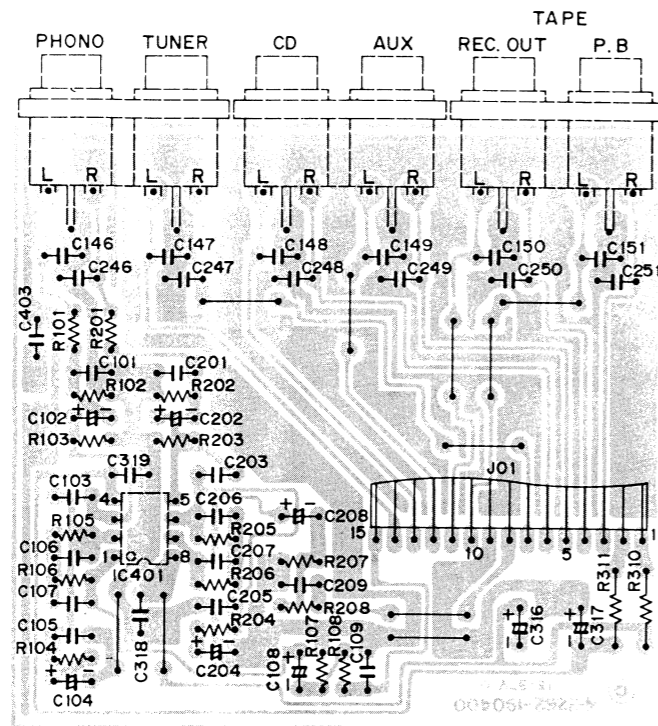 TAPE
PHONO TUNER CD AUX REC. OUT P.B
L R L R L R L R L R L R
C146 C147 C148 C149 C150 C151
C246 C247 C248 C249 C250 C251
C403
R101 R201
C101 C201
R102 R202
C102 + - + - C202
R103 R203
C319 C203
J01
C103 4 5
C206 + - C208
R105 R205
15 10 5 1
C106 1 8 C207 R207
IC401
R106 R206 C209
R311 R310
C107 C205 R208
C105 C318 R204 R107 R108 C109 + C316 + C317
- -
R104 + C204
+ - C108 +
C104 -